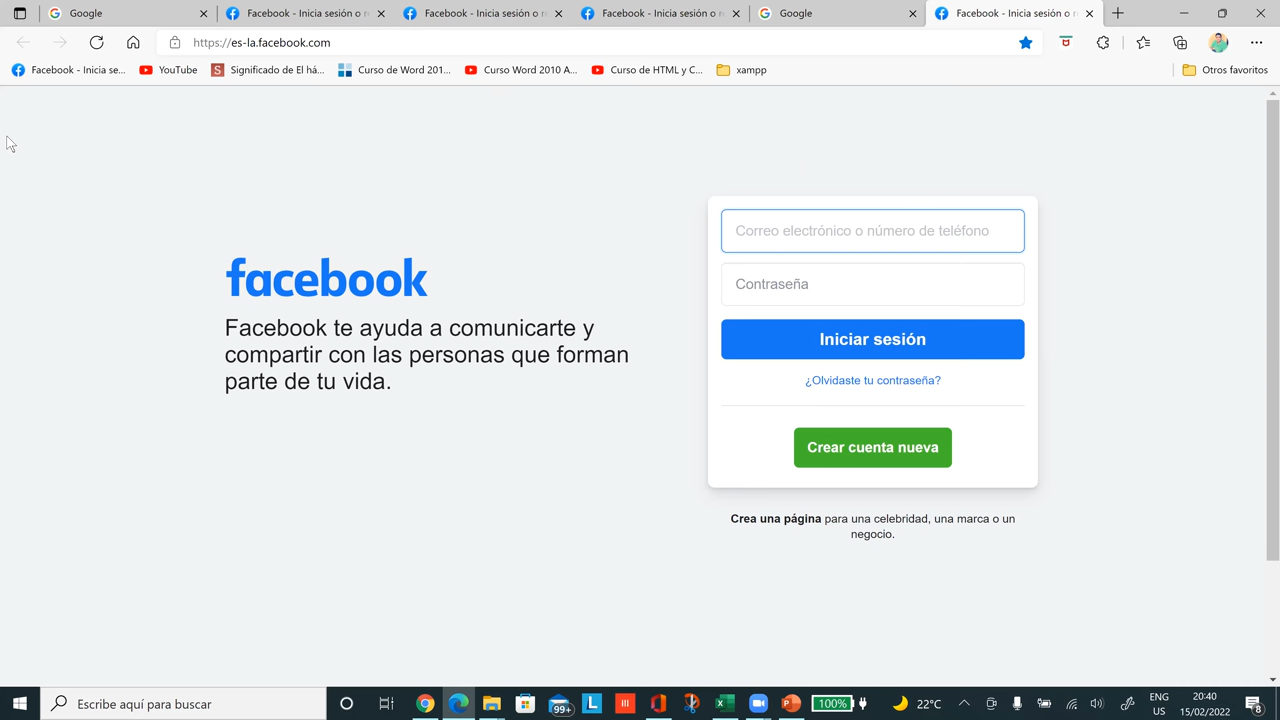 Google
Facebook - Inicia sesión o r
Facebook - Inicia sesión o r
Facebook - Inicia sesión o r
Google
Facebook - Inicia sesión o r
https://es-la.facebook.com
Facebook - Inicia se...
YouTube
Significado de El há...
Curso de Word 201...
Curso Word 2010 A...
Curso de HTML y C...
xampp
Otros favoritos
facebook
Facebook te ayuda a comunicarte y
compartir con las personas que forman
parte de tu vida.
Correo electrónico o número de teléfono
Contraseña
Iniciar sesión
¿Olvidaste tu contraseña?
Crear cuenta nueva
Crea una página para una celebridad, una marca o un
negocio.
Escribe aquí para buscar
99+
100%
22°C
ENG
US
20:40
15/02/2022
8